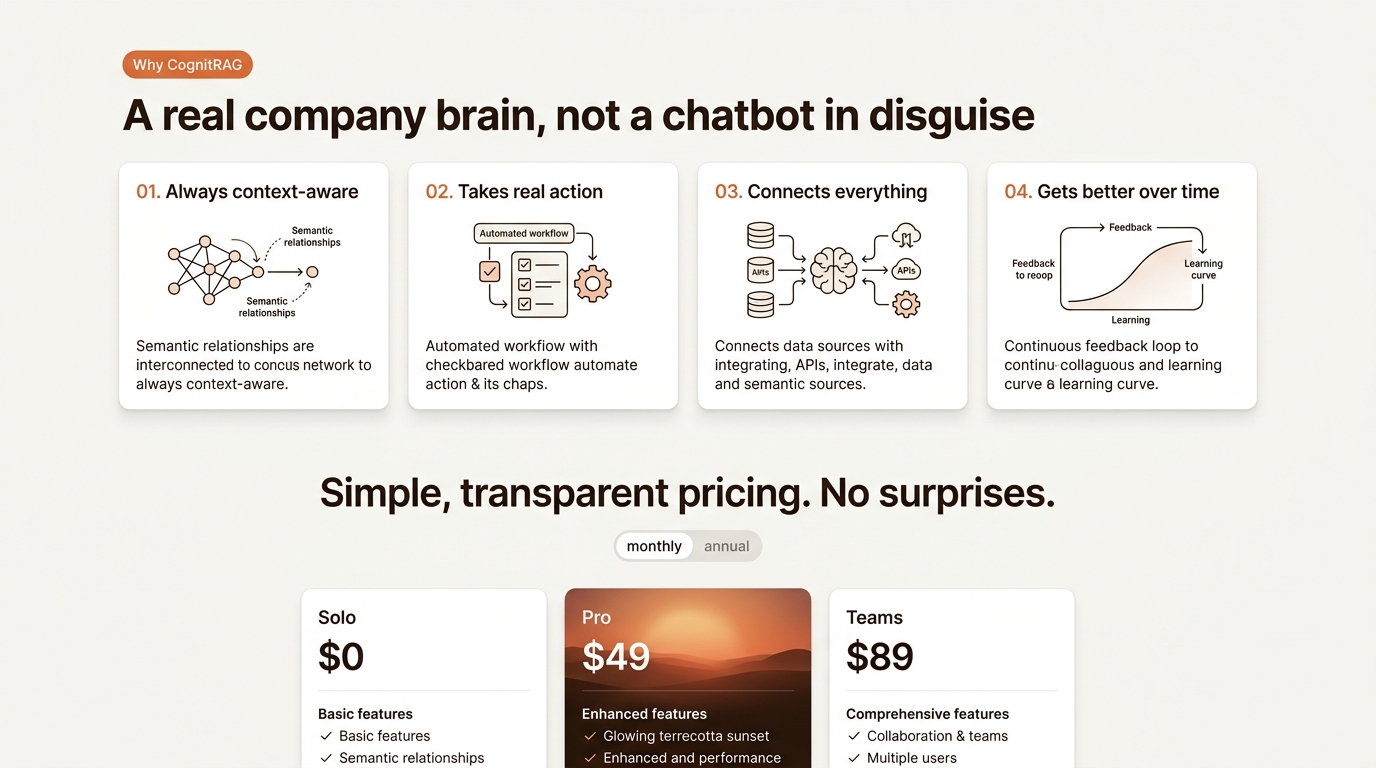 Why CognitRAG
A real company brain, not a chatbot in disguise
01. Always context-aware
Semantic
relationships
Semantic
relationships
Semantic relationships are
interconnected to concus network to
always context-aware.
02. Takes real action
Automated workflow
Automated workflow with
checkbared workflow automate
action & its chaps.
03. Connects everything
APIs
Connects data sources with
integrating, APIs, integrate, data
and semantic sources.
04. Gets better over time
Feedback
Feedback
to reoop
Learning
curve
Learning
Continuous feedback loop to
continu-collaguous and learning
curve a learning curve.
Simple, transparent pricing. No surprises.
monthly
annual
Solo
$0
Basic features
Basic features
Semantic relationships
Pro
$49
Enhanced features
Glowing terrecotta sunset
Enhanced and performance
Teams
$89
Comprehensive features
Collaboration & teams
Multiple users